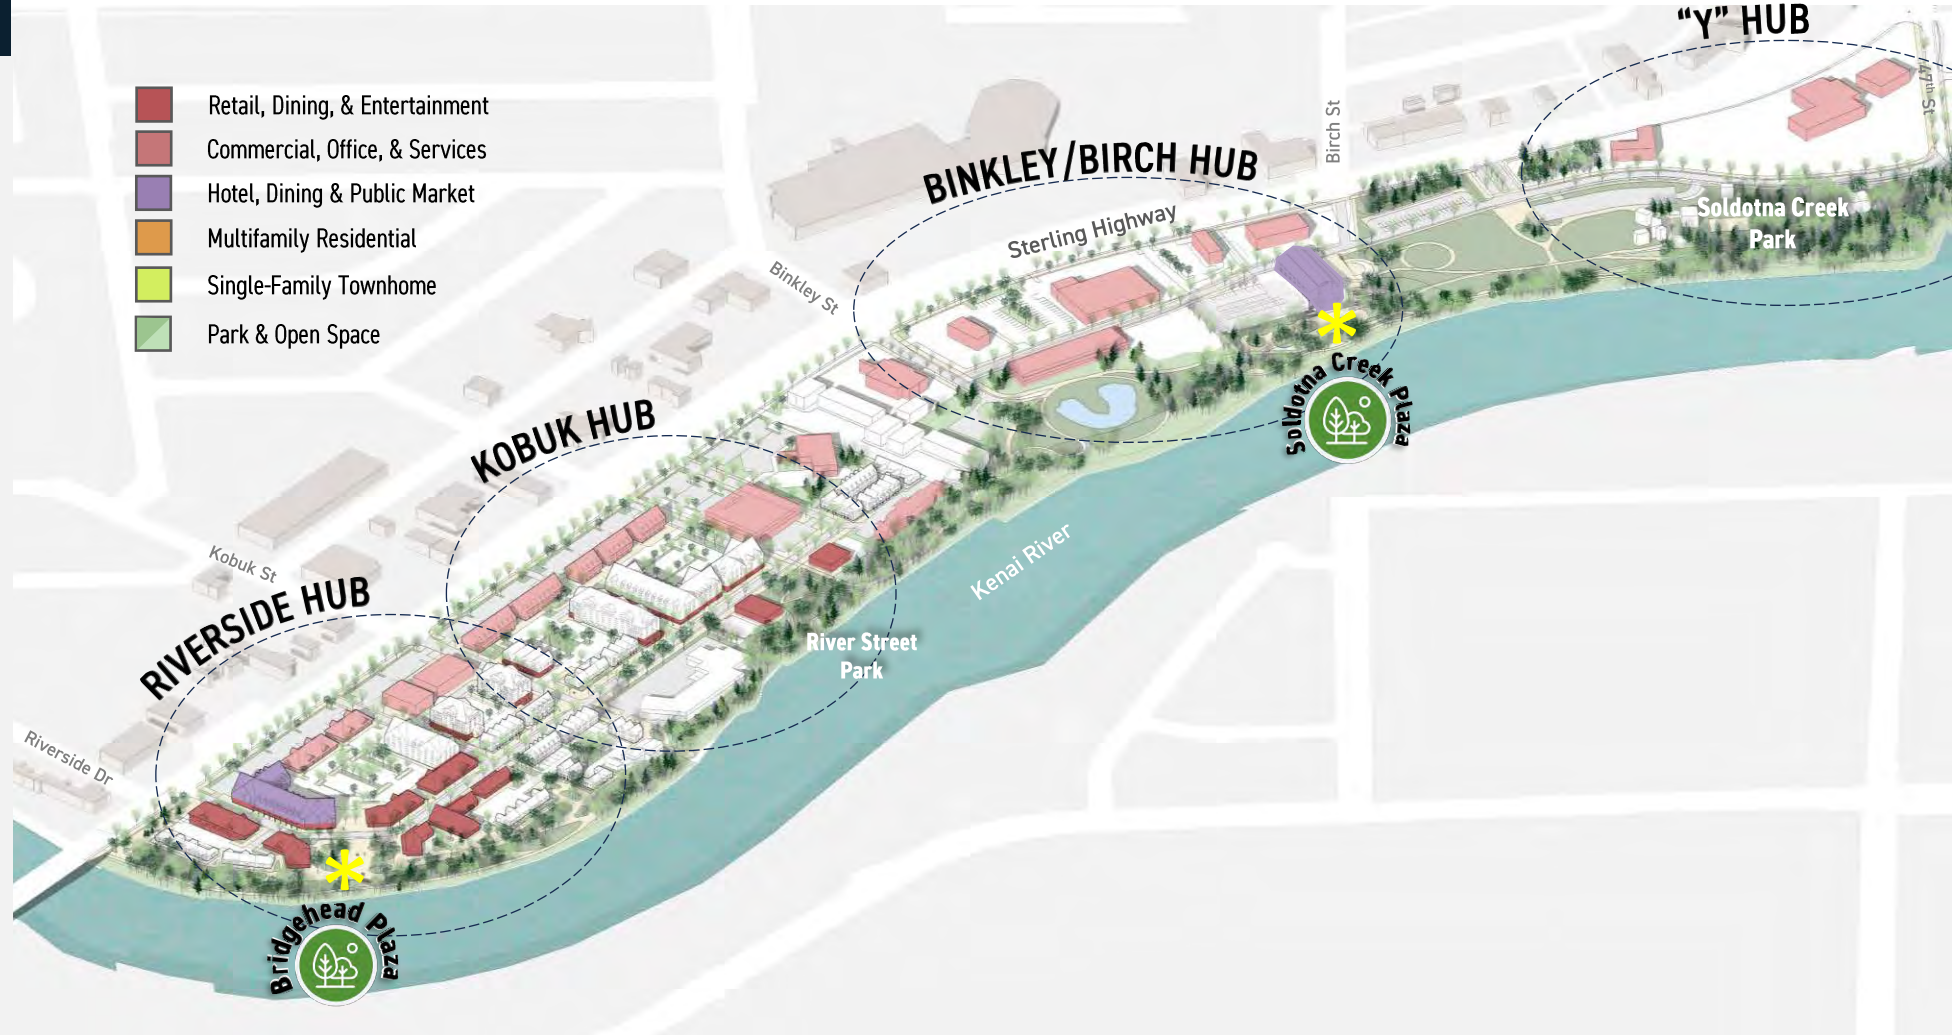 “Y” HUB
47th St
Retail, Dining, & Entertainment
Commercial, Office, & Services
Hotel, Dining & Public Market
Multifamily Residential
Single-Family Townhome
Park & Open Space
Birch St
BINKLEY/BIRCH HUB
Sterling Highway
Soldotna Creek
Park
Binkley St
Soldotna Creek Plaza
KOBUK HUB
Kobuk St
Kenai River
RIVERSIDE HUB
River Street
Park
Riverside Dr
Bridgehead Plaza